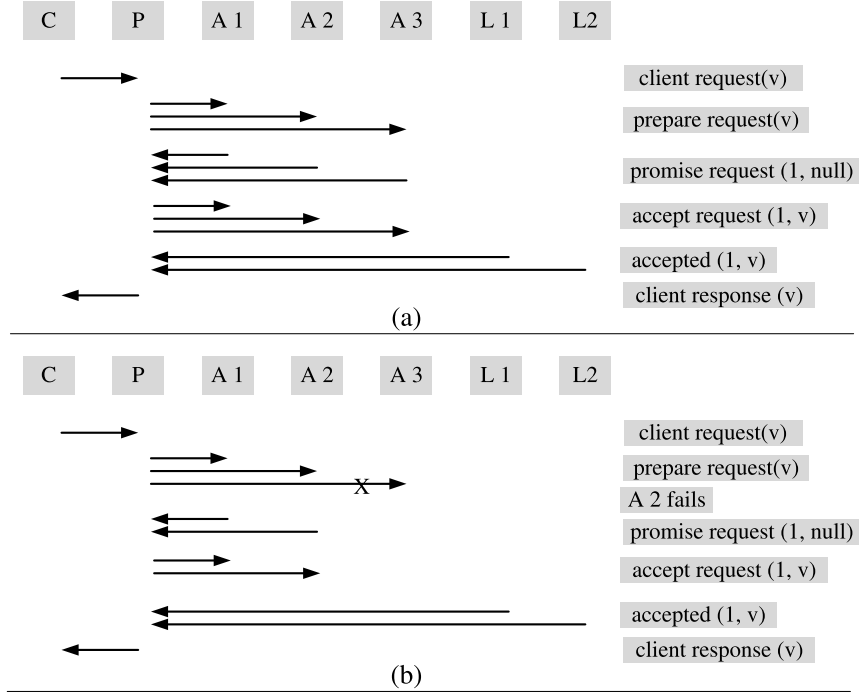 C P A 1 A 2 A 3 L 1 L2
client request(v)
prepare request(v)
promise request (1, null)
accept request (1, v)
accepted (1, v)
client response (v)
(a)
C P A 1 A 2 A 3 L 1 L2
client request(v)
prepare request(v)
X
A 2 fails
promise request (1, null)
accept request (1, v)
accepted (1, v)
client response (v)
(b)